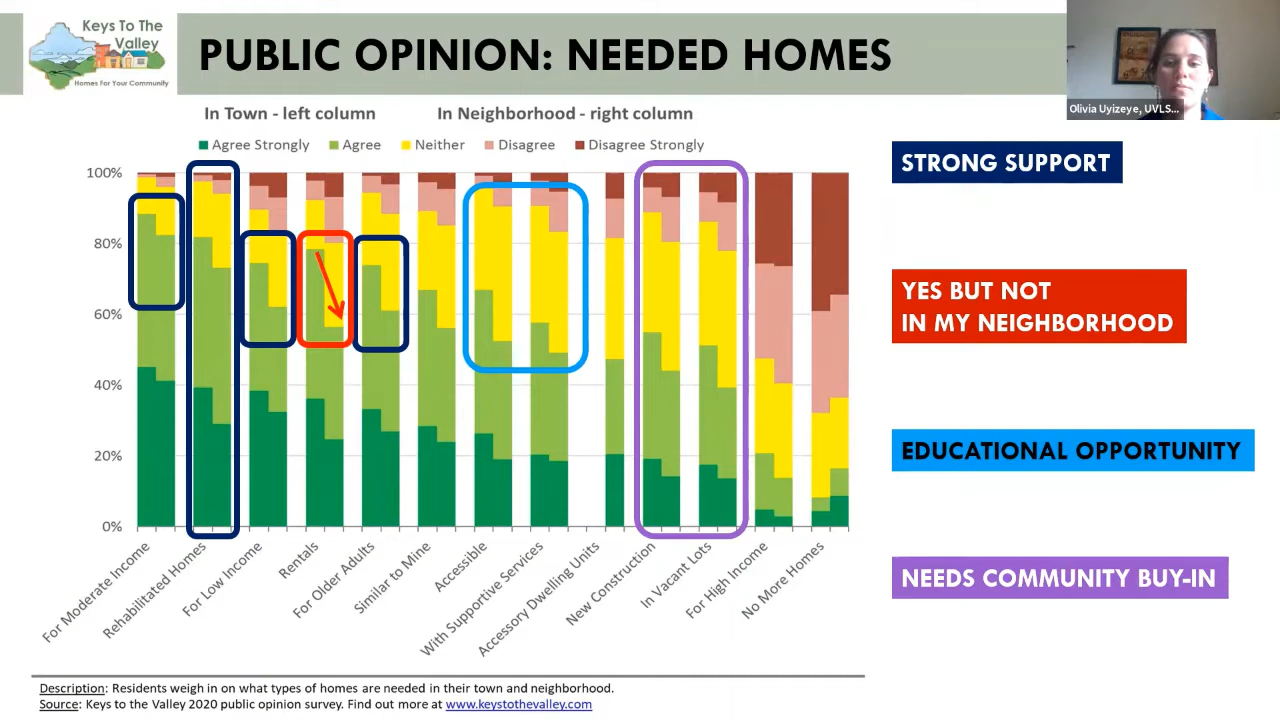 Keys To The
Valley
Homes For Your Community
PUBLIC OPINION: NEEDED HOMES
Olivia Uyizeye, UVLS...
In Town - left column
In Neighborhood - right column
Agree Strongly
Agree
Neither
Disagree
Disagree Strongly
100%
80%
60%
40%
20%
0%
For Moderate Income
Rehabilitated Homes
For Low Income
Rentals
For Older Adults
Similar to Mine
Accessible
With Supportive Services
Accessory Dwelling Units
New Construction
In Vacant Lots
For High Income
No More Homes
STRONG SUPPORT
YES BUT NOT
IN MY NEIGHBORHOOD
EDUCATIONAL OPPORTUNITY
NEEDS COMMUNITY BUY-IN
Description: Residents weigh in on what types of homes are needed in their town and neighborhood.
Source: Keys to the Valley 2020 public opinion survey. Find out more at www.keystothevalley.com